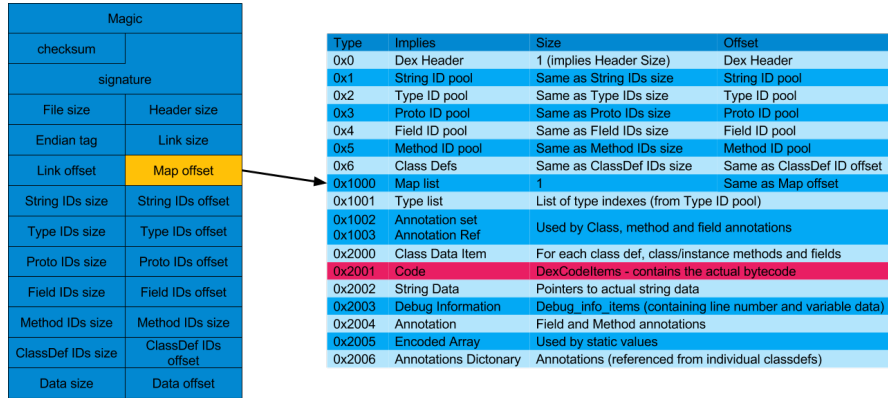 Magic
checksum
signature
File size Header size
Endian tag Link size
Link offset Map offset
String IDs size String IDs offset
Type IDs size Type IDs offset
Proto IDs size Proto IDs offset
Field IDs size Field IDs offset
Method IDs size Method IDs size
ClassDef IDs size ClassDef IDs
offset
Data size Data offset
Type Implies Size Offset
0x0 Dex Header 1 (implies Header Size) Dex Header
0x1 String ID pool Same as String IDs size String ID pool
0x2 Type ID pool Same as Type IDs size Type ID pool
0x3 Proto ID pool Same as Proto IDs size Proto ID pool
0x4 Field ID pool Same as FIeld IDs size Field ID pool
0x5 Method ID pool Same as Method IDs size Method ID pool
0x6 Class Defs Same as ClassDef IDs size Same as ClassDef ID offset
0x1000 Map list 1 Same as Map offset
0x1001 Type list List of type indexes (from Type ID pool)
0x1002 Annotation set
0x1003 Annotation Ref Used by Class, method and field annotations
0x2000 Class Data Item For each class def, class/instance methods and fields
0x2001 Code DexCodeItems - contains the actual bytecode
0x2002 String Data Pointers to actual string data
0x2003 Debug Information Debug_info_items (containing line number and variable data)
0x2004 Annotation Field and Method annotations
0x2005 Encoded Array Used by static values
0x2006 Annotations Dictonary Annotations (referenced from individual classdefs)